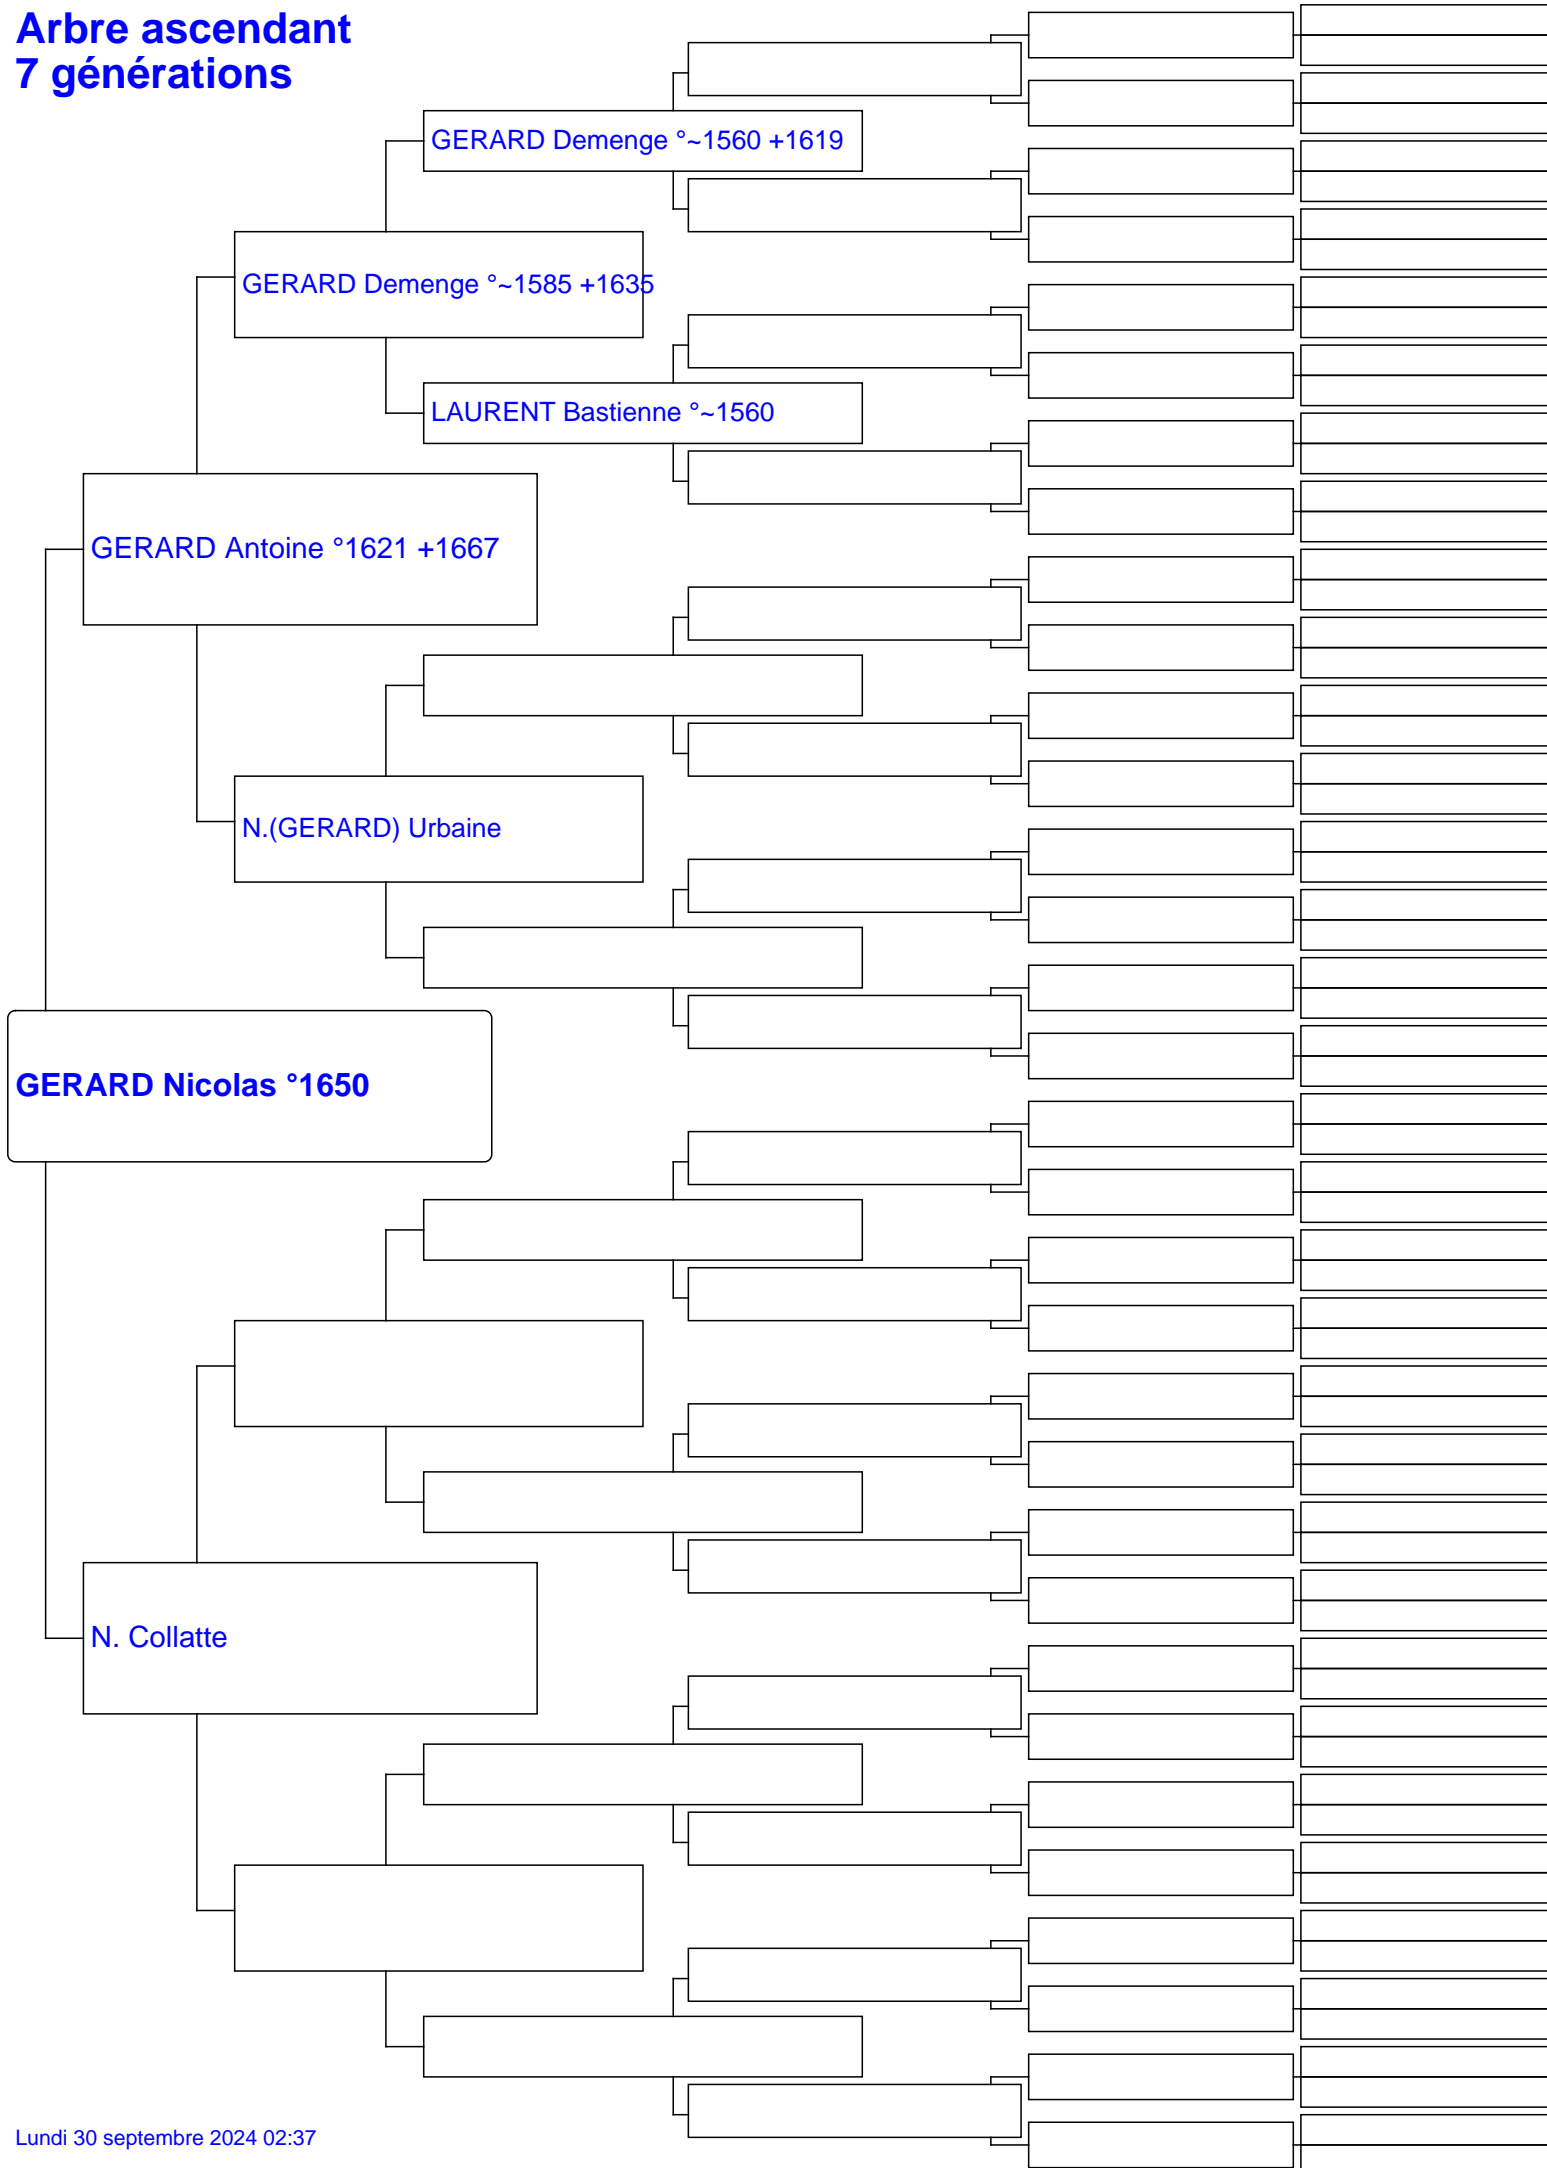 Arbre ascendant
7 générations
GERARD Demenge °~1560 +1619
GERARD Demenge °~1585 +1635
LAURENT Bastienne °~1560
GERARD Antoine °1621 +1667
N.(GERARD) Urbaine
GERARD Nicolas °1650
N. Collatte
Lundi 30 septembre 2024 02:37